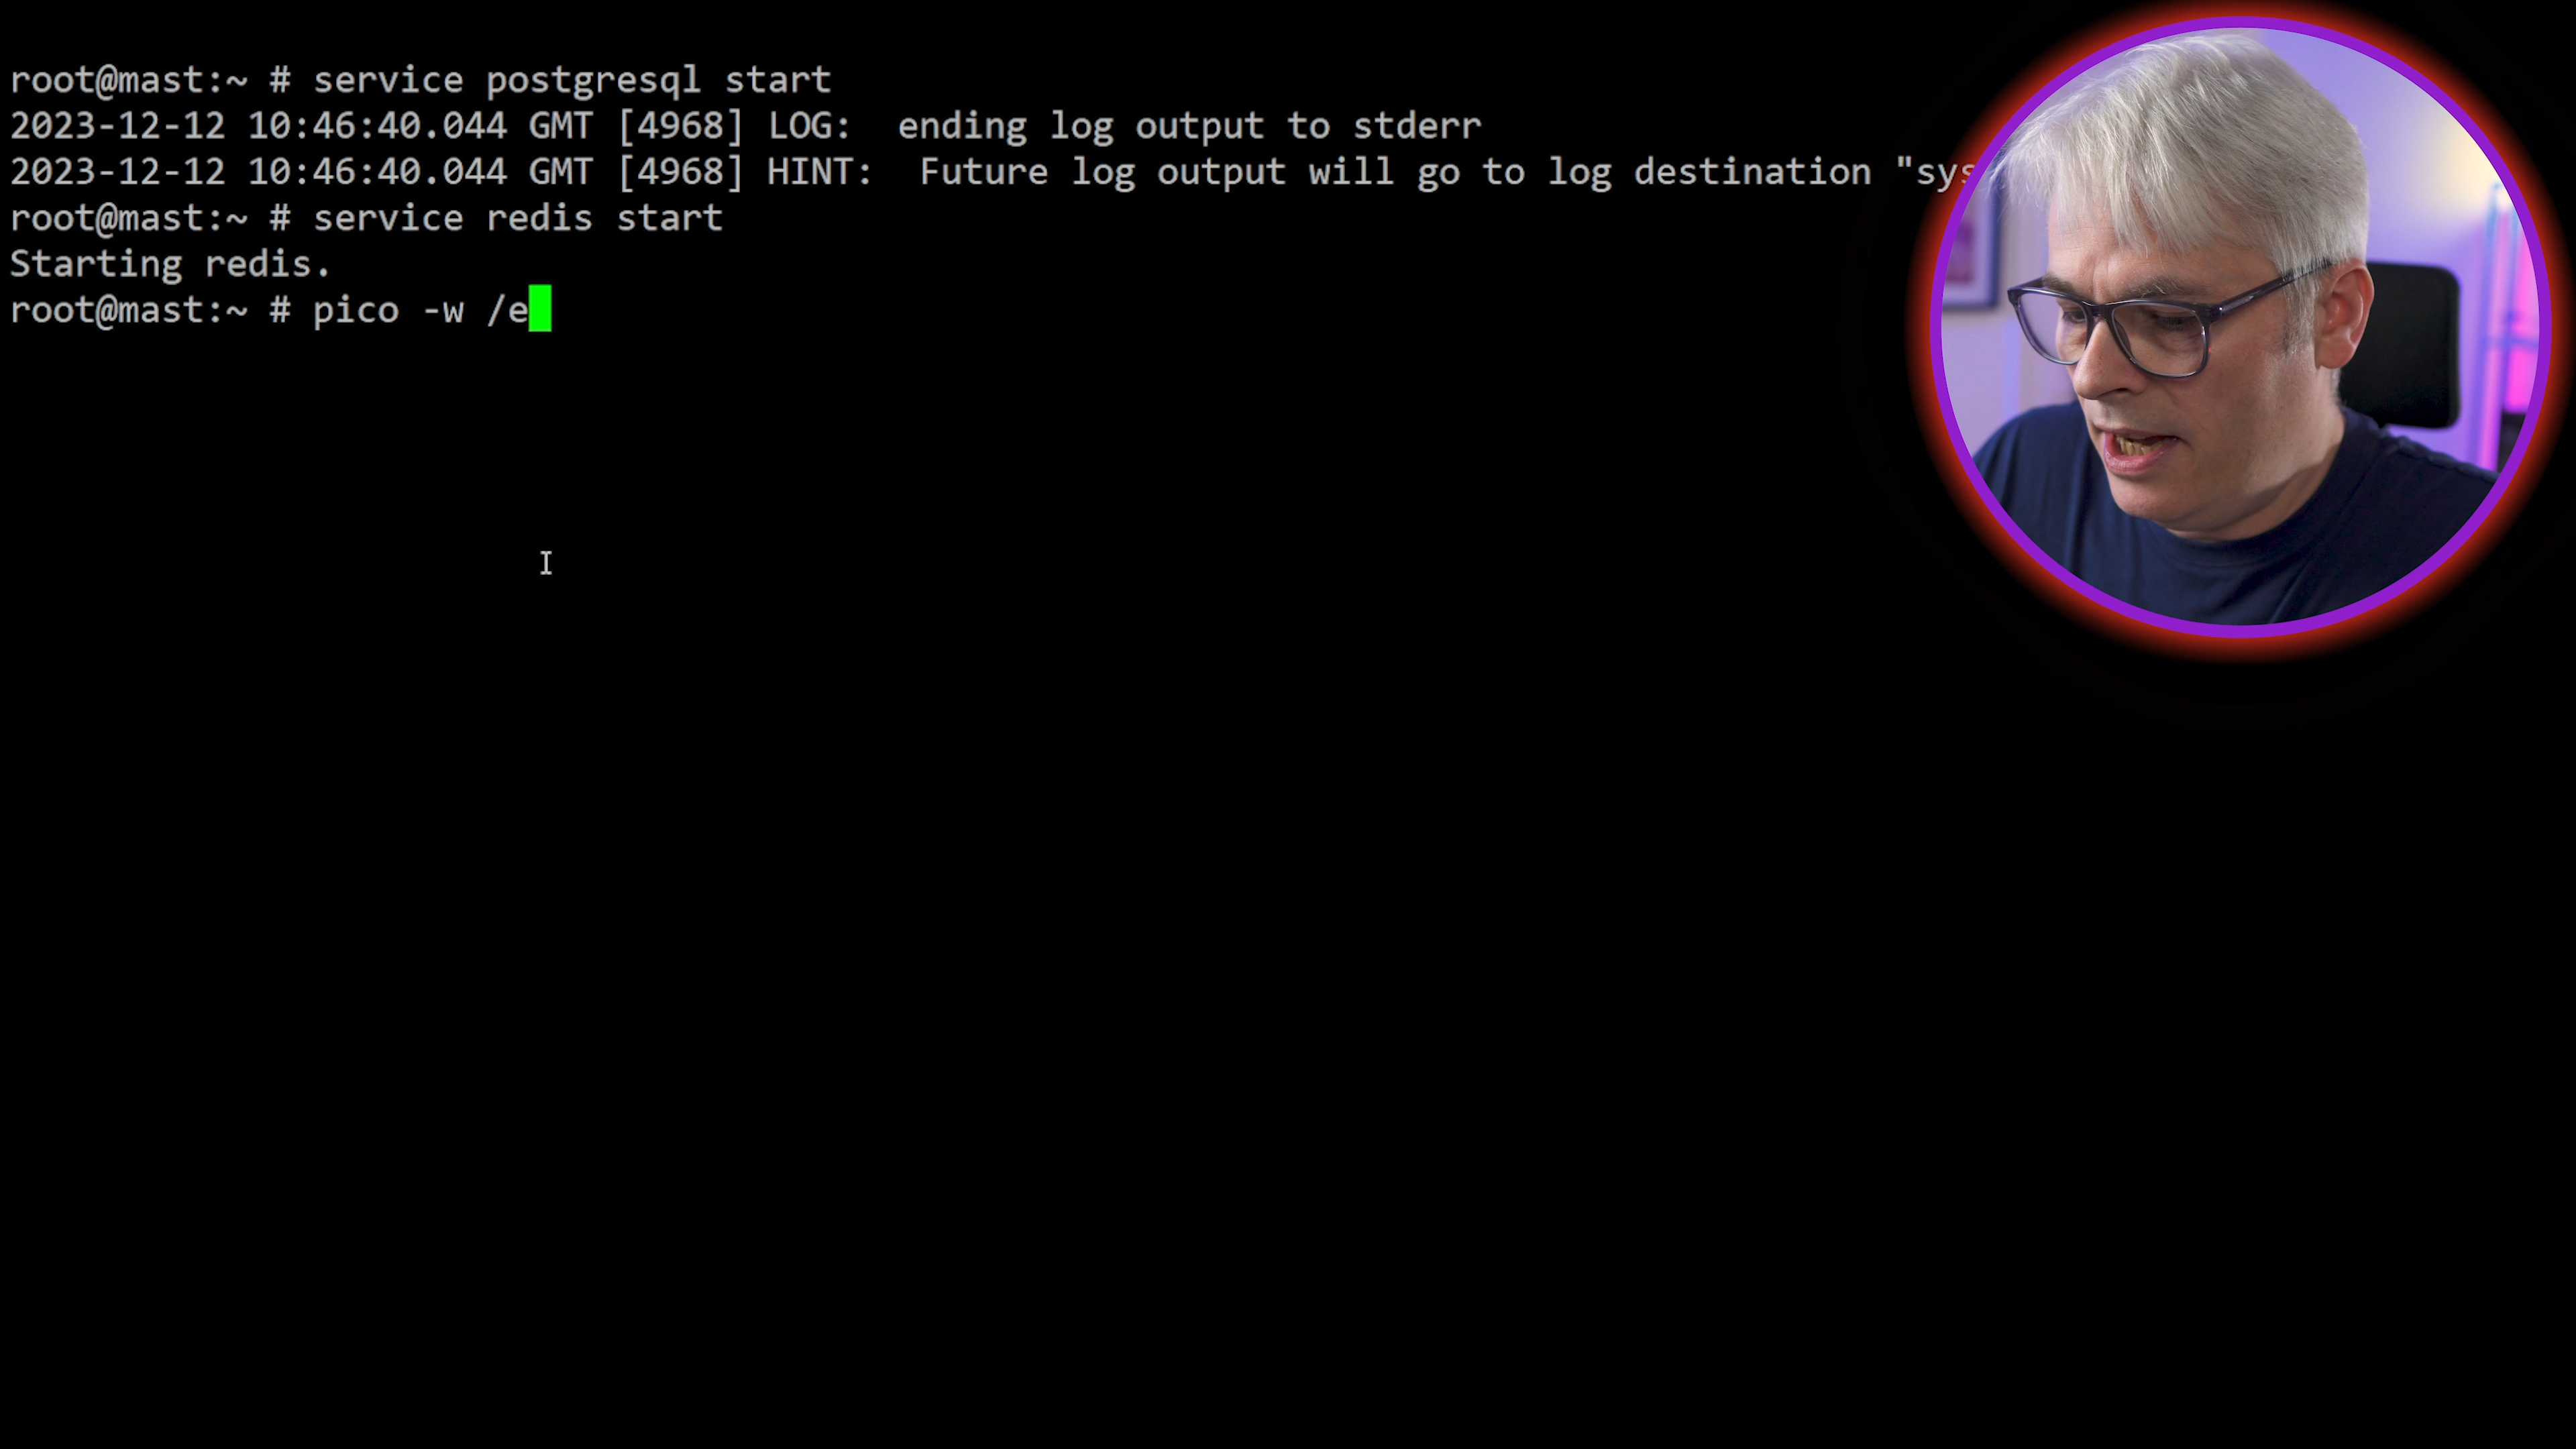 root@mast:~ # service postgresql start
2023-12-12 10:46:40.044 GMT [4968] LOG:  ending log output to stderr
2023-12-12 10:46:40.044 GMT [4968] HINT:  Future log output will go to log destination "sys
root@mast:~ # service redis start
Starting redis.
root@mast:~ # pico -w /e